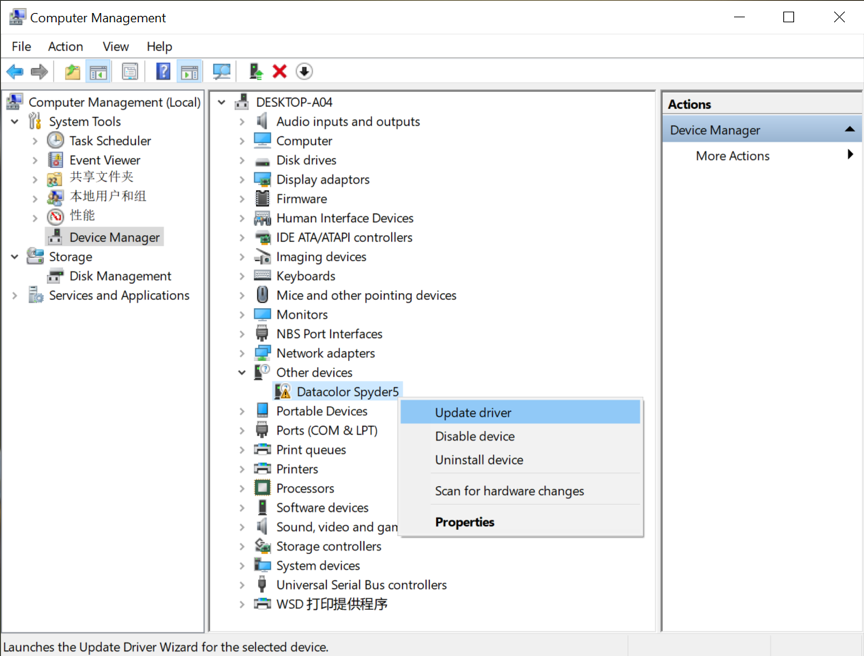 Computer Management
File Action View Help
Computer Management (Local)
System Tools
Task Scheduler
Event Viewer
共享文件夹
本地用户和组
性能
Device Manager
Storage
Disk Management
Services and Applications
DESKTOP-A04
Audio inputs and outputs
Computer
Disk drives
Display adaptors
Firmware
Human Interface Devices
IDE ATA/ATAPI controllers
Imaging devices
Keyboards
Mice and other pointing devices
Monitors
NBS Port Interfaces
Network adapters
Other devices
Datacolor Spyder5
Portable Devices
Ports (COM & LPT)
Print queues
Printers
Processors
Software devices
Sound, video and gan
Storage controllers
System devices
Universal Serial Bus controllers
WSD 打印提供程序
Update driver
Disable device
Uninstall device
Scan for hardware changes
Properties
Actions
Device Manager
More Actions
Launches the Update Driver Wizard for the selected device.